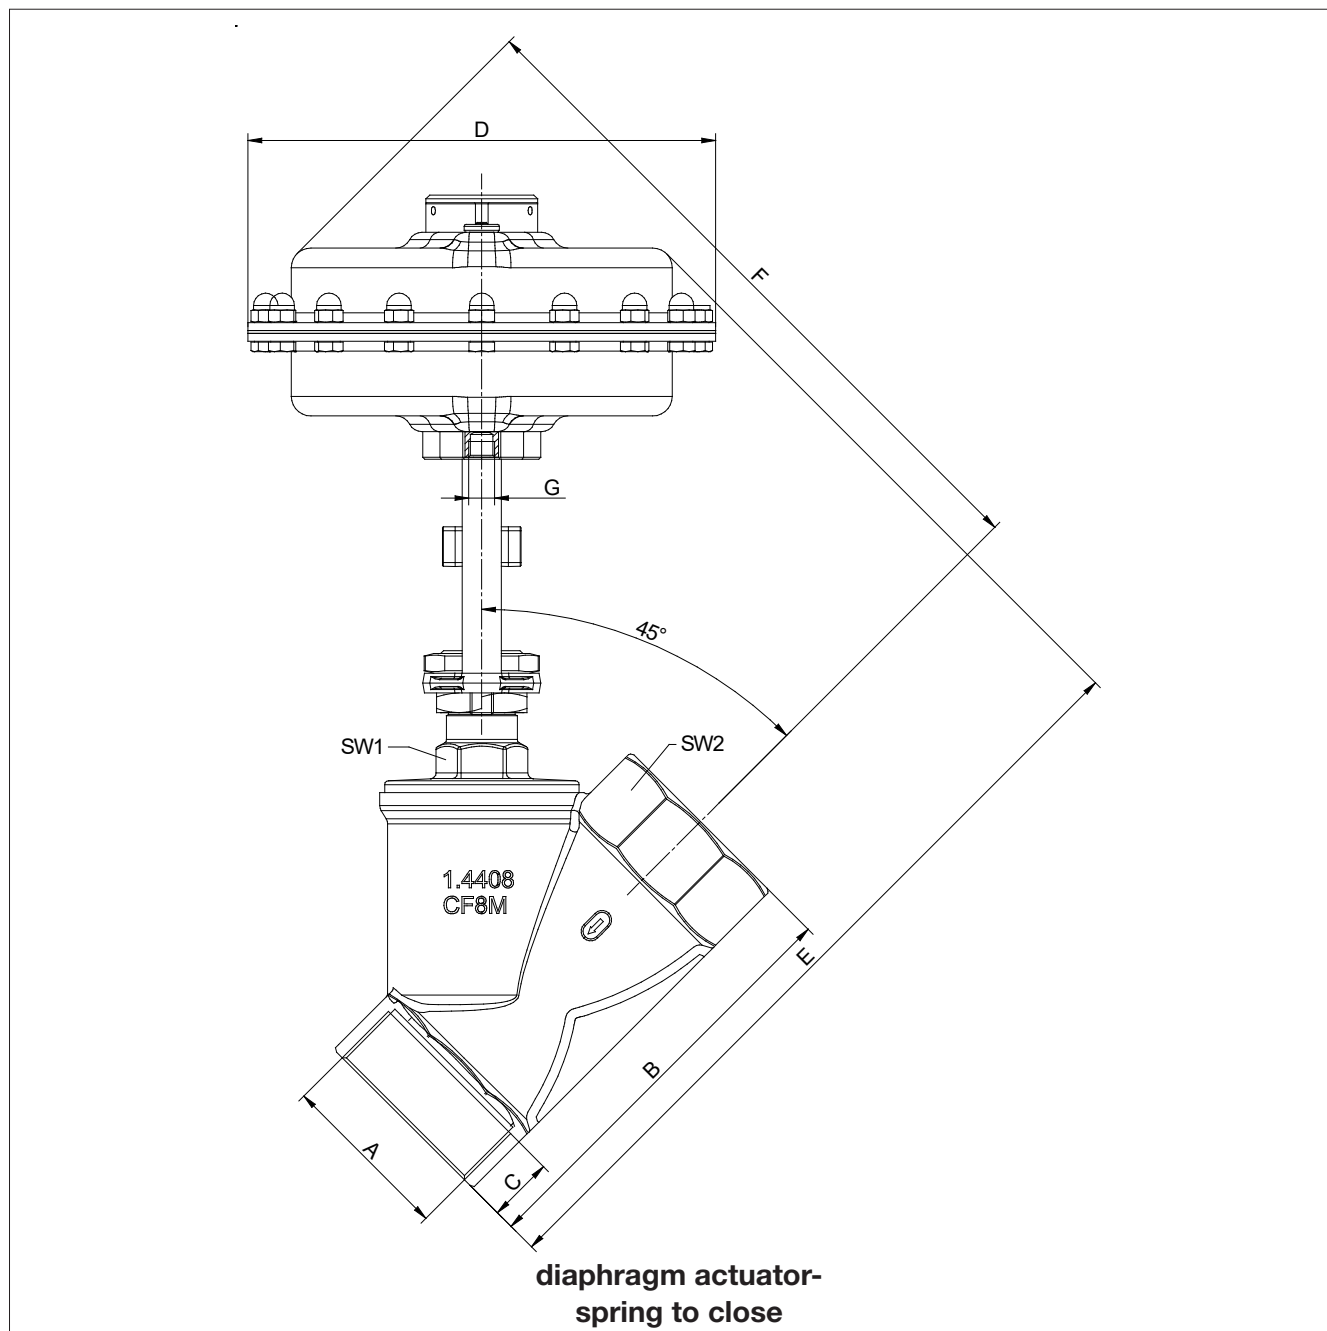 D
F
G
45°
SW1
SW2
1.4408
CF8M
E
B
A
C
diaphragm actuator-
spring to close